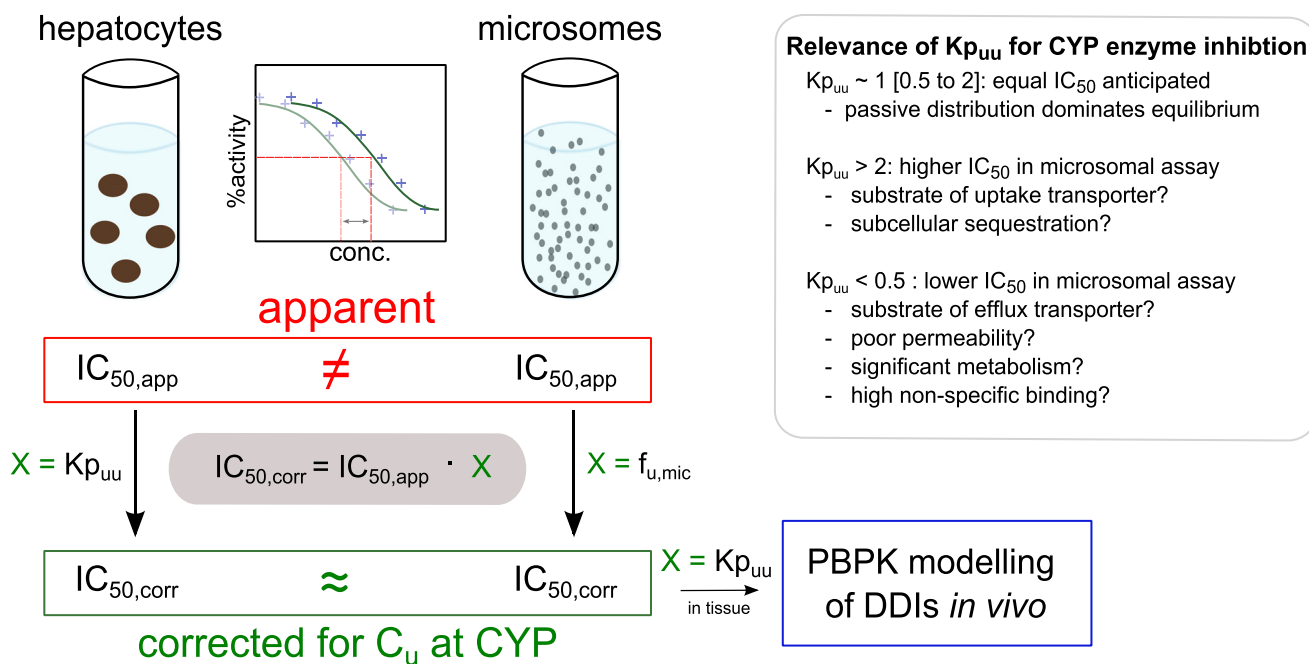 hepatocytes
microsomes
%activity
conc.
apparent
IC50,app ≠ IC50,app
X = Kpuu
IC50,corr = IC50,app · X
X = fu,mic
IC50,corr ≈ IC50,corr
corrected for Cu at CYP
X = Kpuu
in tissue
PBPK modelling
of DDIs in vivo
Relevance of Kpuu for CYP enzyme inhibtion
Kpuu ~ 1 [0.5 to 2]: equal IC50 anticipated
- passive distribution dominates equilibrium
Kpuu > 2: higher IC50 in microsomal assay
- substrate of uptake transporter?
- subcellular sequestration?
Kpuu < 0.5 : lower IC50 in microsomal assay
- substrate of efflux transporter?
- poor permeability?
- significant metabolism?
- high non-specific binding?